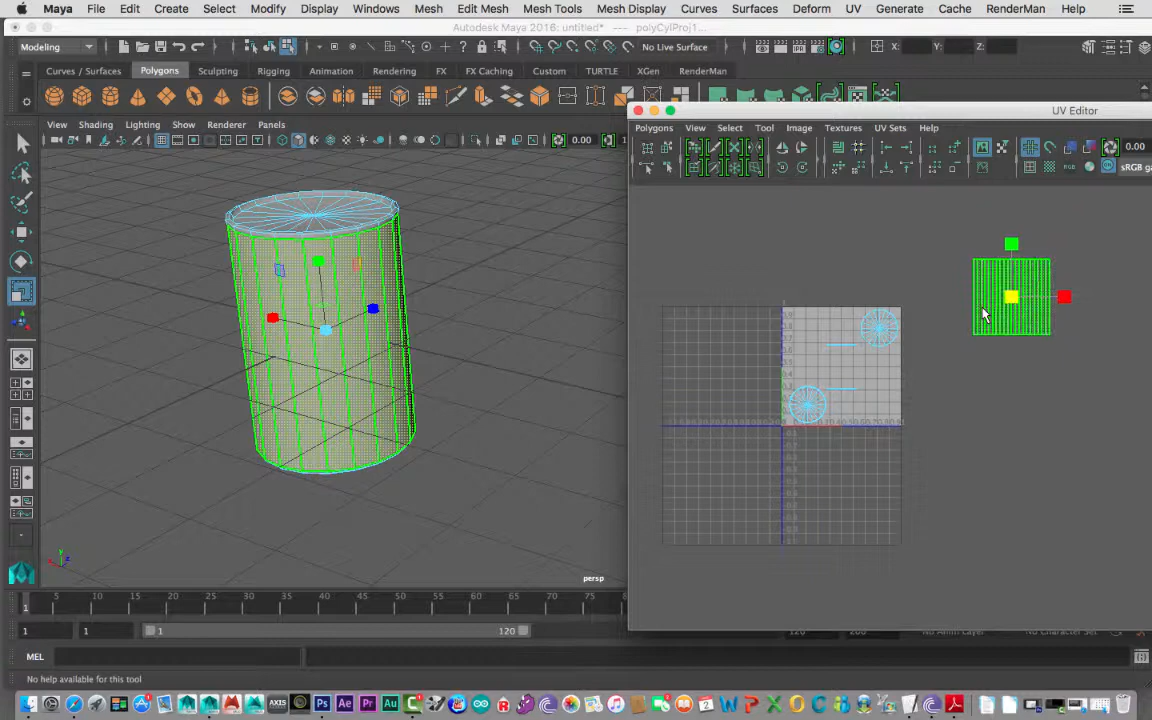 Maya File Edit Create Select Modify Display Windows Mesh Edit Mesh Mesh Tools Mesh Display Curves Surfaces Deform UV Generate Cache RenderMan Help
Autodesk Maya 2016: untitled* --- polyCylProj1...
Modeling No Live Surface X: Y: Z:
Curves / Surfaces Polygons Sculpting Rigging Animation Rendering FX FX Caching Custom TURTLE XGen RenderMan
UV Editor
View Shading Lighting Show Renderer Panels
Polygons View Select Tool Image Textures UV Sets Help
0.00
0.00
sRGB ga
persp
1 5 10 15 20 25 30 35 40 45 50 55 60
1 1 1 120
MEL
No help available for this tool